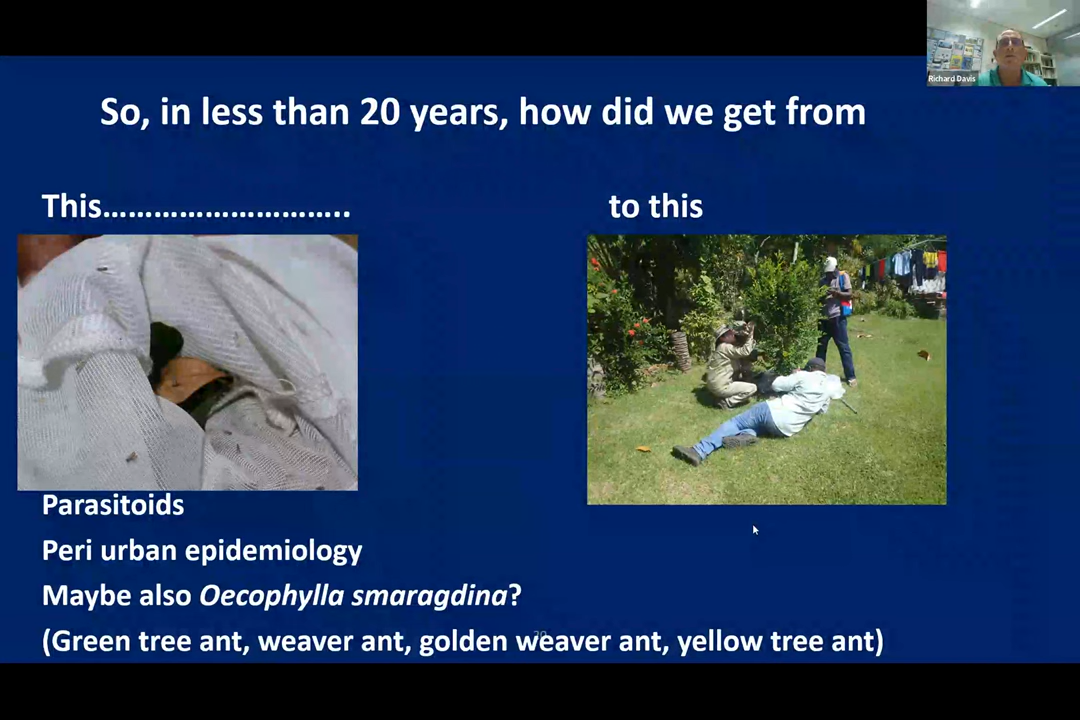 Richard Davis
So, in less than 20 years, how did we get from
This………………………..
to this
Parasitoids
Peri urban epidemiology
Maybe also Oecophylla smaragdina?
(Green tree ant, weaver ant, golden weaver ant, yellow tree ant)